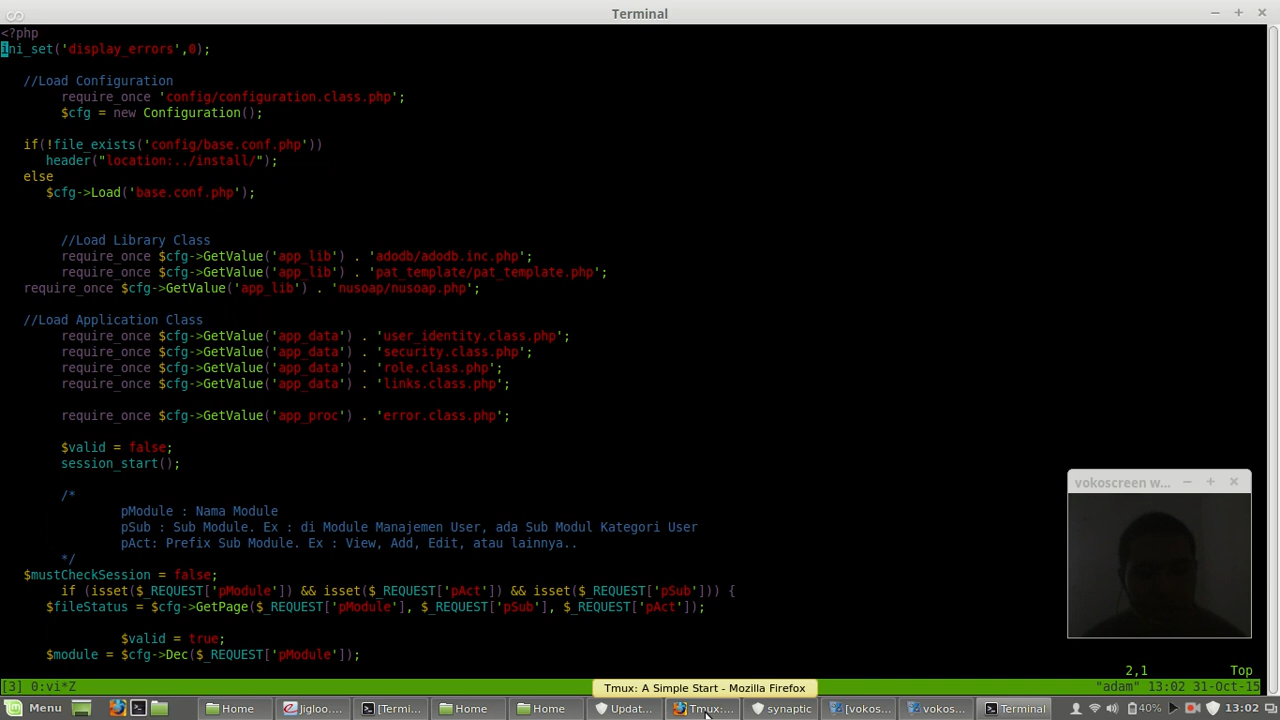 Terminal
<?php
ini_set('display_errors',0);
//Load Configuration
require_once 'config/configuration.class.php';
$cfg = new Configuration();
if(!file_exists('config/base.conf.php'))
header("location:../install/");
else
$cfg->Load('base.conf.php');
//Load Library Class
require_once $cfg->GetValue('app_lib') . 'adodb/adodb.inc.php';
require_once $cfg->GetValue('app_lib') . 'pat_template/pat_template.php';
require_once $cfg->GetValue('app_lib') . 'nusoap/nusoap.php';
//Load Application Class
require_once $cfg->GetValue('app_data') . 'user_identity.class.php';
require_once $cfg->GetValue('app_data') . 'security.class.php';
require_once $cfg->GetValue('app_data') . 'role.class.php';
require_once $cfg->GetValue('app_data') . 'links.class.php';
require_once $cfg->GetValue('app_proc') . 'error.class.php';
$valid = false;
session_start();
/*
pModule : Nama Module
pSub : Sub Module. Ex : di Module Manajemen User, ada Sub Modul Kategori User
pAct: Prefix Sub Module. Ex : View, Add, Edit, atau lainnya..
*/
$mustCheckSession = false;
if (isset($_REQUEST['pModule']) && isset($_REQUEST['pAct']) && isset($_REQUEST['pSub'])) {
$fileStatus = $cfg->GetPage($_REQUEST['pModule'], $_REQUEST['pSub'], $_REQUEST['pAct']);
$valid = true;
$module = $cfg->Dec($_REQUEST['pModule']);
vokoscreen w...
2,1 Top
[3] 0:vi*Z "adam" 13:02 31-Oct-15
Tmux: A Simple Start - Mozilla Firefox
Menu Home Jigloo.... [Termi... Home Home Updat... Tmux:... synaptic [vokos... vokos... Terminal 40% 13:02